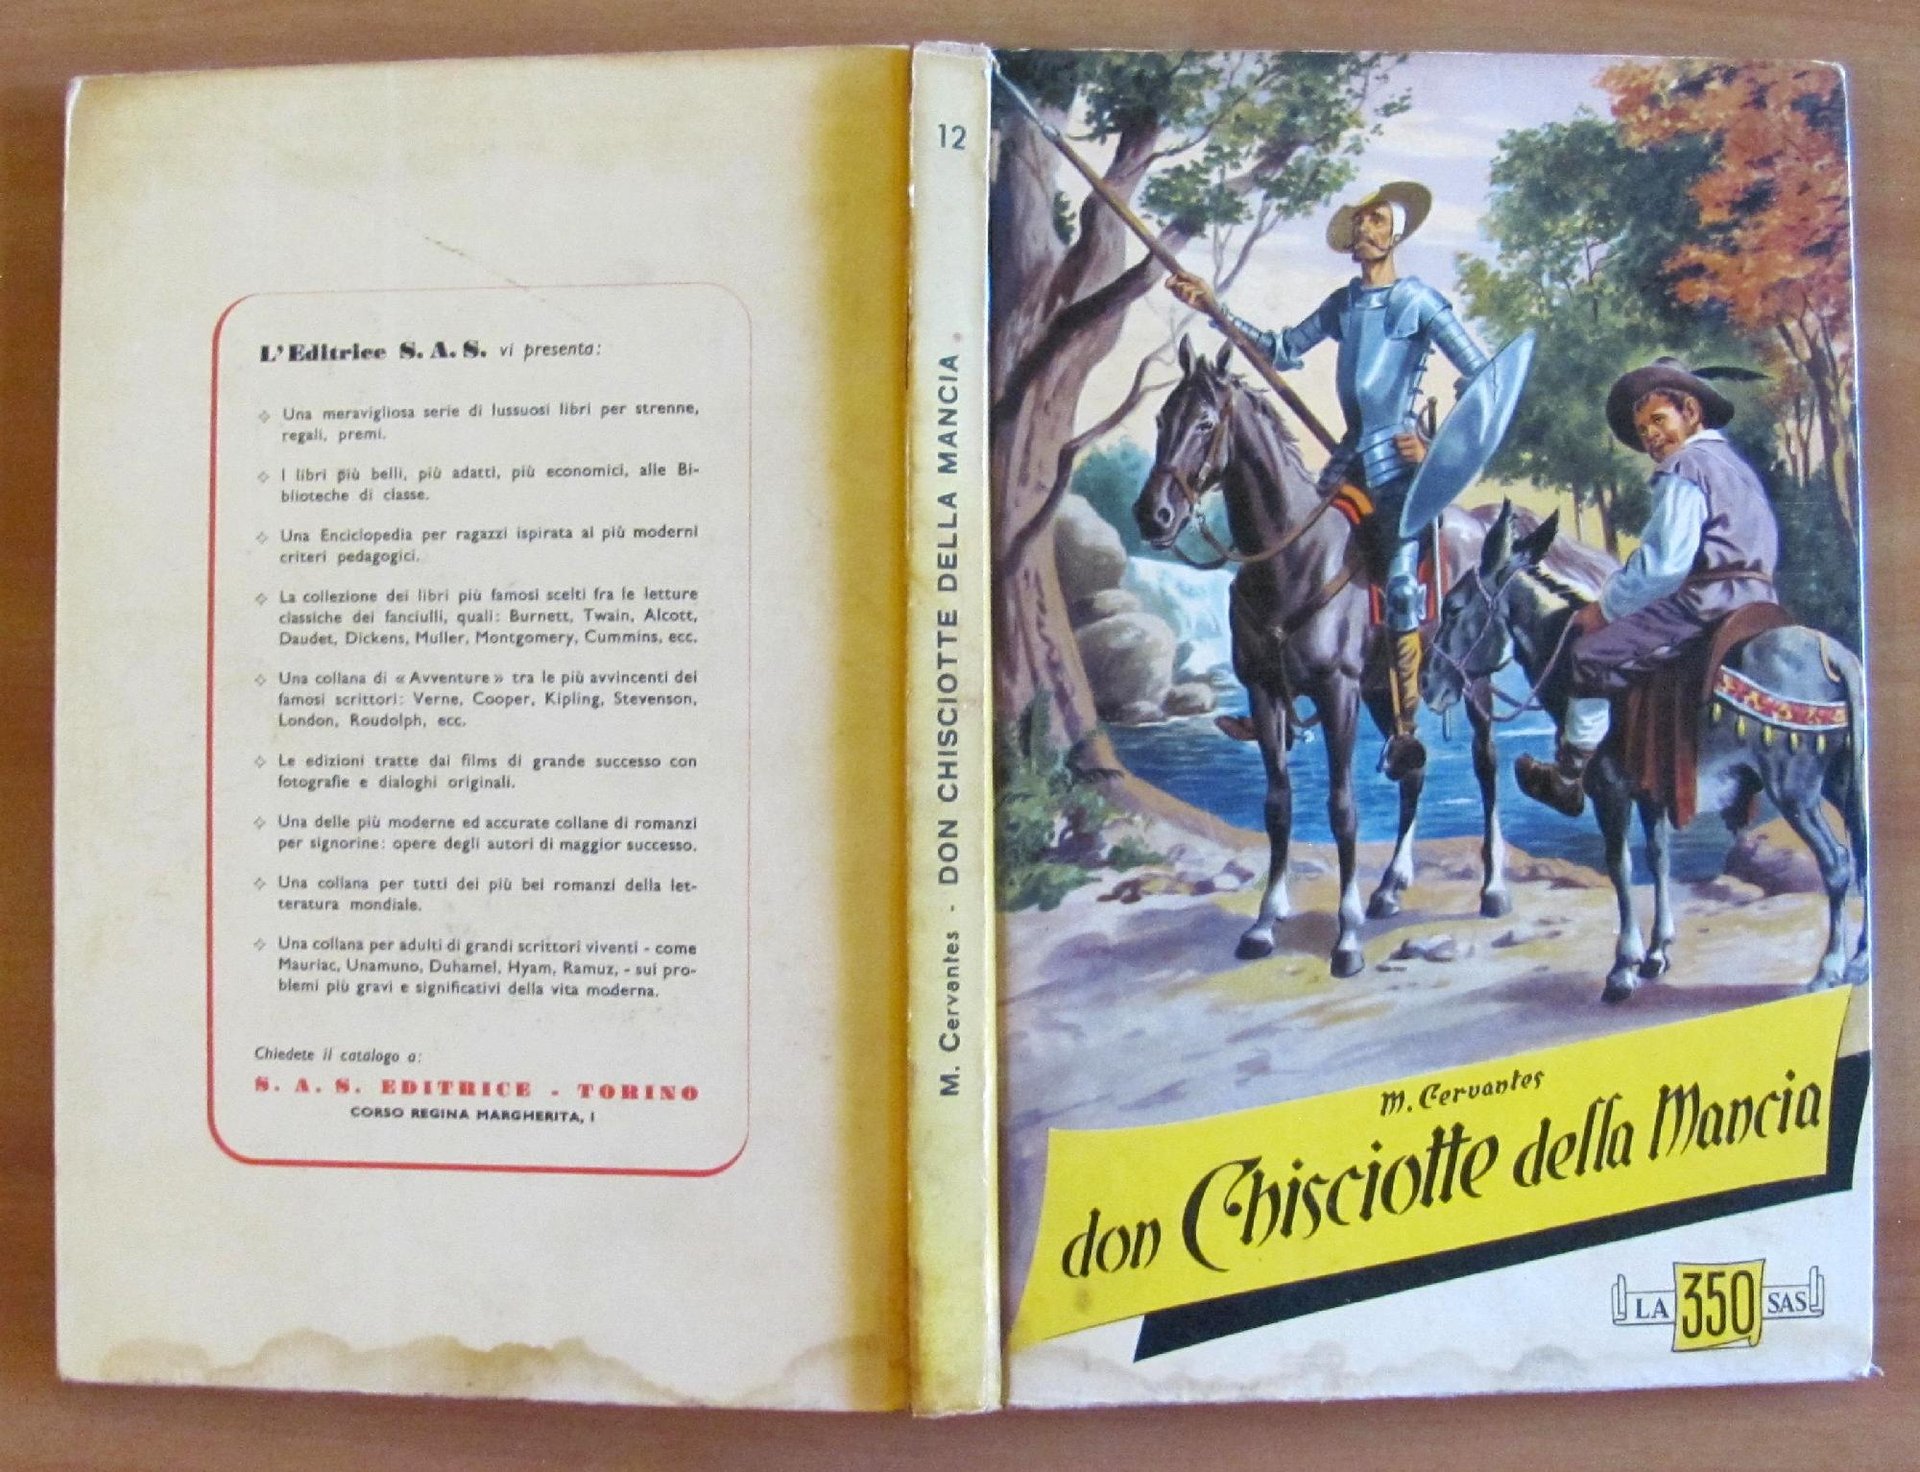 L'Editrice S.A.S. vi presenta:
Una meravigliosa serie di lussuosi libri per strenne,
regali, premi.
I libri più belli, più adatti, più economici, alle Bi-
blioteche di classe.
Una Enciclopedia per ragazzi ispirata ai più moderni
criteri pedagogici.
La collezione dei libri più famosi scelti fra le letture
classiche dei fanciulli, quali: Burnett, Twain, Alcott,
Daudet, Dickens, Muller, Montgomery, Cummins, ecc.
Una collana di « Avventure » tra le più avvincenti dei
famosi scrittori: Verne, Cooper, Kipling, Stevenson,
London, Roudolph, ecc.
Le edizioni tratte dai films di grande successo con
fotografie e dialoghi originali.
Una delle più moderne ed accurate collane di romanzi
per signorine: opere degli autori di maggior successo.
Una collana per tutti dei più bei romanzi della let-
teratura mondiale.
Una collana per adulti di grandi scrittori viventi - come
Mauriac, Unamuno, Duhamel, Hyam, Ramuz, - sui pro-
blemi più gravi e significativi della vita moderna.
Chiedete il catalogo a:
S. A. S. EDITRICE - TORINO
CORSO REGINA MARGHERITA, 1
12
M. Cervantes - DON CHISCIOTTE DELLA MANCIA
M. Cervantes
don Chisciotte della Mancia
LA 350 SAS